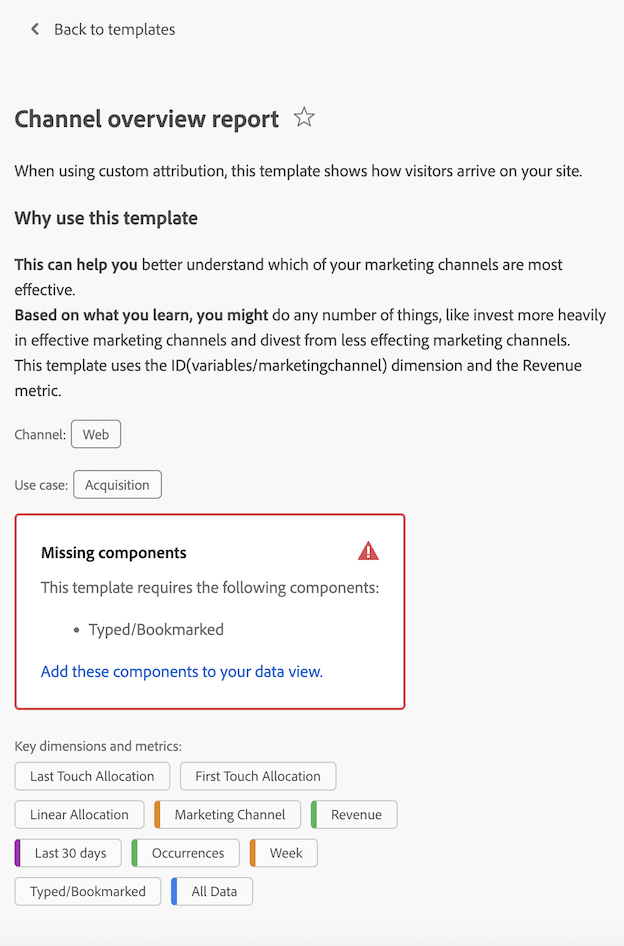 Back to templates
Channel overview report
When using custom attribution, this template shows how visitors arrive on your site.
Why use this template
This can help you better understand which of your marketing channels are most
effective.
Based on what you learn, you might do any number of things, like invest more heavily
in effective marketing channels and divest from less effecting marketing channels.
This template uses the ID(variables/marketingchannel) dimension and the Revenue
metric.
Channel: Web
Use case: Acquisition
Missing components
This template requires the following components:
• Typed/Bookmarked
Add these components to your data view.
Key dimensions and metrics:
Last Touch Allocation First Touch Allocation
Linear Allocation Marketing Channel Revenue
Last 30 days Occurrences Week
Typed/Bookmarked All Data